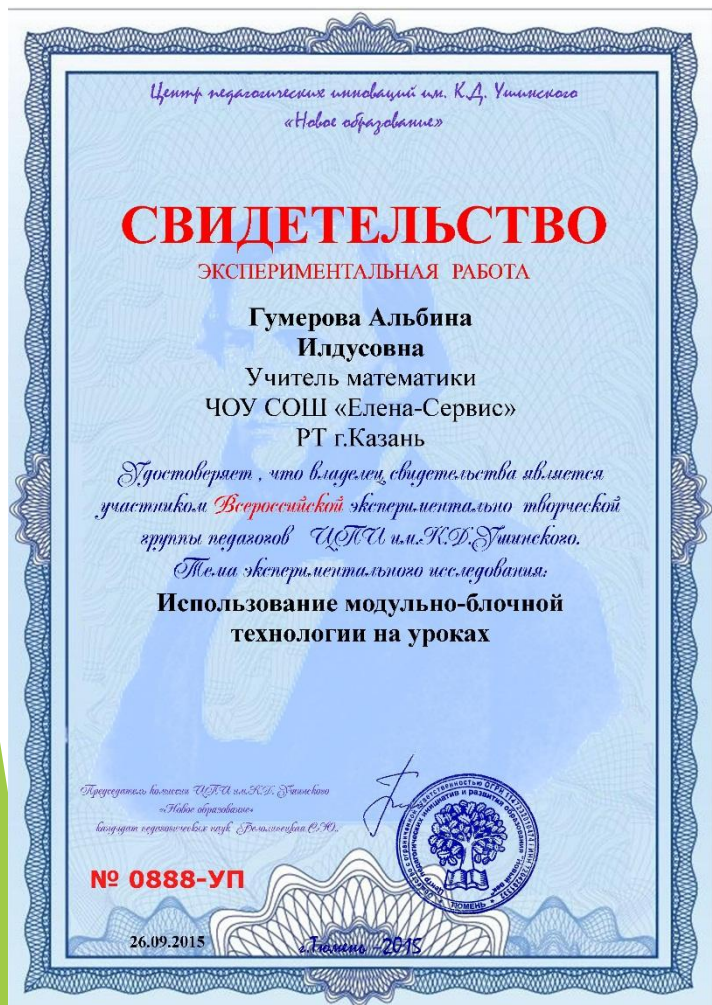 Центр педагогических инноваций им. К.Д. Ушинского
«Новое образование»
СВИДЕТЕЛЬСТВО
ЭКСПЕРИМЕНТАЛЬНАЯ РАБОТА
Гумерова Альбина
Илдусовна
Учитель математики
ЧОУ СОШ «Елена-Сервис»
РТ г.Казань
Удостоверяет , что владелец свидетельства является
участником Всероссийской экспериментально творческой
группы педагогов ЦПИ им.К.Д.Ушинского.
Тема экспериментального исследования:
Использование модульно-блочной
технологии на уроках
Председатель комиссии ЦПИ им.К.Д. Ушинского
«Новое образование»
кандидат педагогических наук
№ 0888-УП
ТЮМЕНЬ
26.09.2015
г.Тюмень -2015